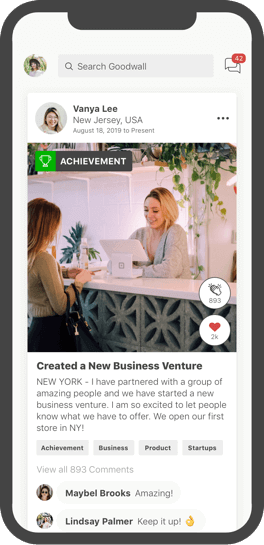 Search Goodwall
42
Vanya Lee
New Jersey, USA
August 18, 2019 to Present
ACHIEVEMENT
893
2k
Created a New Business Venture
NEW YORK - I have partnered with a group of
amazing people and we have started a new
business venture. I am so excited to let people
know what we have to offer. We open our first
store in NY!
Achievement Business Product Startups
View all 893 Comments
Maybel Brooks Amazing!
Lindsay Palmer Keep it up! 👌